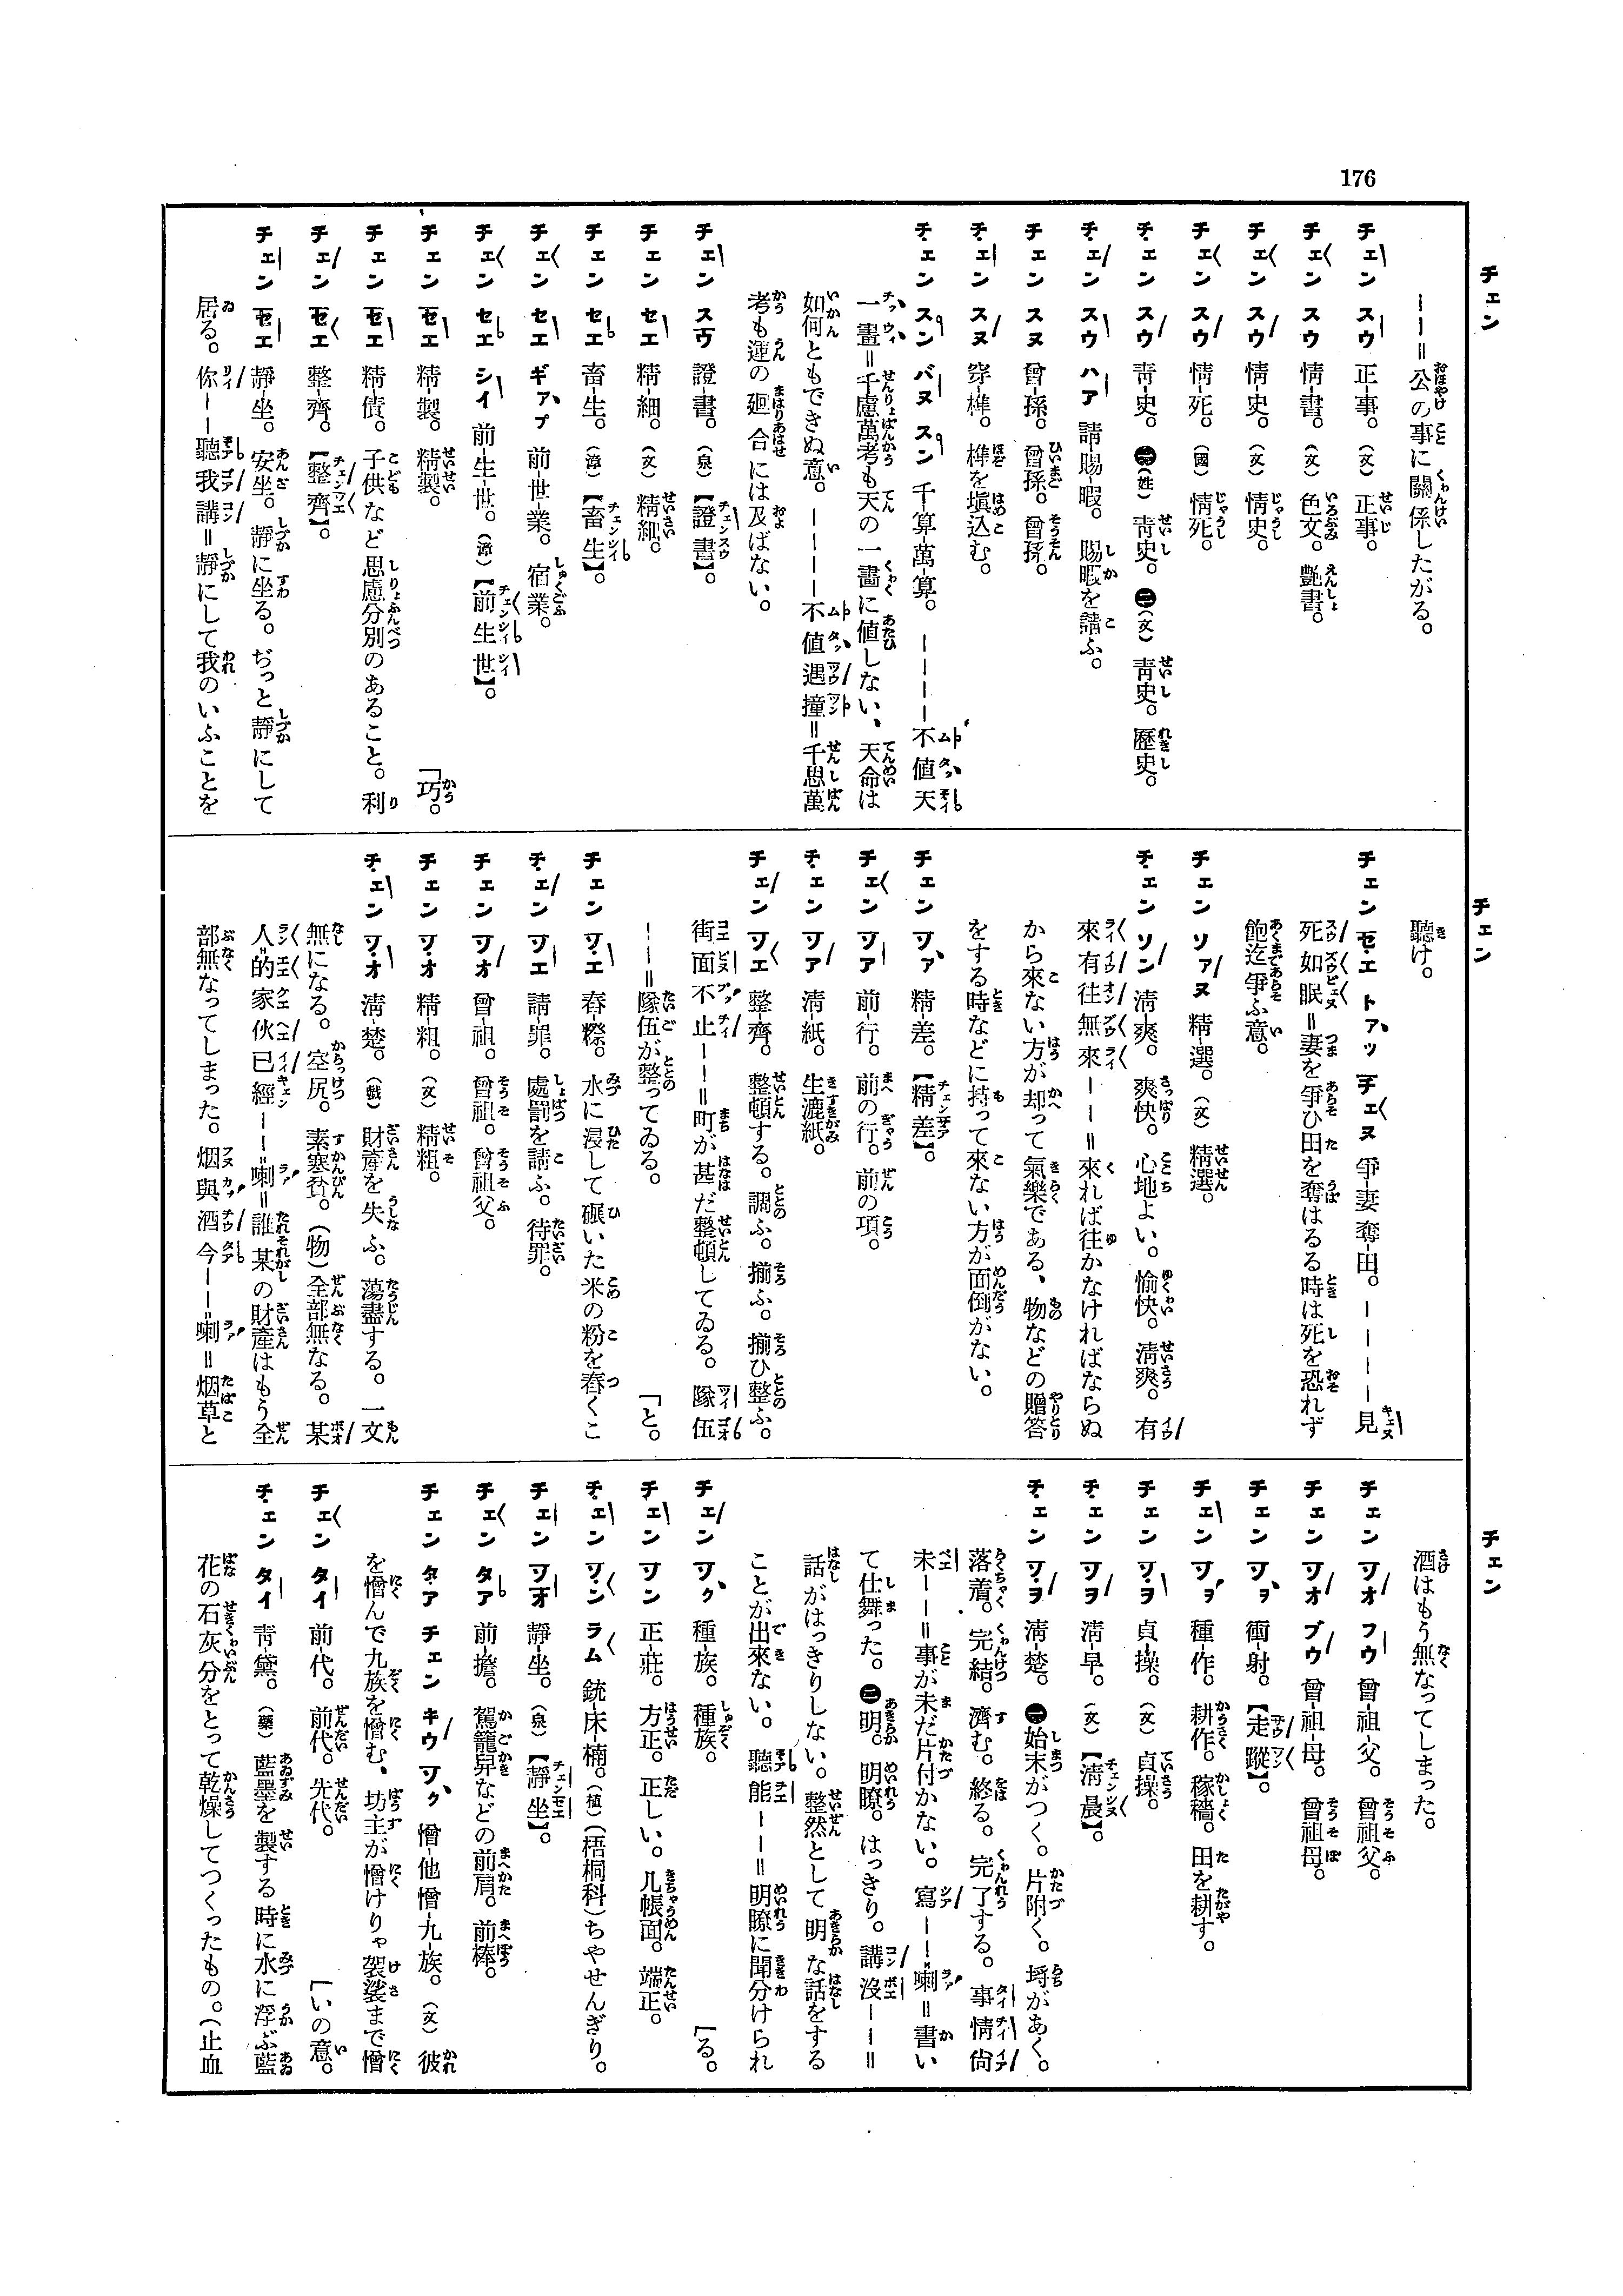 176
チェン
――＝公の事に關係したがる。
チェン スウ 正-事。(文) 正事。
チェン スウ 情-書。(文) 色文。艶書。
チェン スウ 情-史。(文) 情史。
チェン スウ 情-死。(國) 情死。
チェン スウ 靑-史。㊀(姓) 靑史。㊁(文) 靑史。歷史。
チェン スウ ハア 請賜-暇。賜暇を請ふ。
チェン スヌ 曾-孫。曾孫。曾孫。
チェン スヌ 穿-榫。榫を塡込む。
チェン スン バヌ スン 千算-萬-算。――――不値天
一畫＝千慮萬考も天の一畵に値しない、天命は
如何ともできぬ意。――――不値遇撞＝千思萬
考も運の廻合には及ばない。
チェン スウ 證-書。(泉)【證書】。
チェン セエ 精-細。(文) 精細。
チェン セエ 畜-生。(漳)【畜生】。
チェン セエ ギァプ 前-世-業。宿業。
チェン セエ シイ 前-生-世。(漳)【前生世】。
チェン セエ 精-製。精製。 「巧。
チェン セエ 精-債。子供など思慮分別のあること。利
チェン セエ 整-齊。【整齊】。
チェン セエ 靜-坐。安坐。靜に坐る。ぢっと靜にして
居る。你――聽我講＝靜にして我のいふことを
チェン
聽け。
チェン セエ トァッ チェヌ 爭-妻奪-田。――――見
死如眠＝妻を爭ひ田を奪はるる時は死を恐れず
飽迄爭ふ意。
チェン ソァヌ 精-選。(文) 精選。
チェン ソン 淸-爽。爽快。心地よい。愉快。淸爽。有
來有往無來――＝來れば往かなければならぬ
から來ない方が却って氣樂である、物などの贈答
をする時などに持って來ない方が面倒がない。
チェン ツァ 精-差。【精差】。
チェン ツァ 前-行。前の行。前の項。
チェン ツァ 淸-紙。生漉紙。
チェン ツェ 整-齊。整頓する。調ふ。揃ふ。揃ひ整ふ。
街面不止――＝町が甚だ整頓してゐる。隊伍
――＝隊伍が整ってゐる。
チェン ツエ 舂-粢。水に浸して碾いた米の粉を舂くこ 「と。
チェン ツエ 請-罪。處罰を請ふ。待罪。
チェン ツオ 曾-祖。曾祖。曾祖父。
チェン ツオ 精-粗。(文) 精粗。
チェン ツオ 淸-楚。(戲) 財產を失ふ。蕩盡する。一文
無になる。空尻。素寒貧。(物)全部無なる。某
人的家伙已經――喇＝誰某の財產はもう全
部無なってしまった。烟與酒今――喇＝烟草と
チェン
酒はもう無なってしまった。
チェン ツオ フウ 曾-祖-父。曾祖父。
チェン ツオ ブウ 曾-祖-母。曾祖母。
チェン ツヲ 衝-射。【走蹤】。
チェン ツヲ 種-作。耕作。稼穡。田を耕す。
チェン ツヲ 貞-操。(文) 貞操。
チェン ツヲ 淸-早。(文)【淸晨】。
チェン ツヲ 淸-楚。㊀始末がつく。片附く。埒があく。
落着。完結。濟む。終る。完了する。事情尙
未――＝事が未だ片付かない。寫――喇＝書い
て仕舞った。㊁明。明瞭。はっきり。講沒――＝
話がはっきりしない。整然として明な話をする
ことが出來ない。聽能――＝明瞭に聞分けられ 「る。
チェン ツク 種-族。種族。
チェン ツン 正-莊。方正。正しい。几帳面。端正。
チェン ツン ラム 銃-床-楠。(植)(梧桐科)ちやせんぎり。
チェン ツオ 靜-坐。(泉)【靜坐】。
チェン タア 前-擔。駕籠舁などの前肩。前棒。
チェン タア チェン キウ ツク 憎-他憎-九-族。(文) 彼
を憎んで九族を憎む、坊主が憎けりゃ袈裟まで憎 「いの意。
チェン タイ 前-代。前代。先代。
チェン タイ 靑-黛。(藥) 藍墨を製する時に水に浮ぶ藍
花の石灰分をとって乾燥してつくったもの。(止血